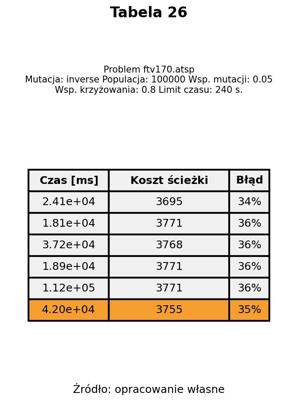 Tabela 26
Problem ftv170.atsp
Mutacja: inverse Populacja: 100000 Wsp. mutacji: 0.05
Wsp. krzyżowania: 0.8 Limit czasu: 240 s.
Czas [ms] Koszt ścieżki Błąd
2.41e+04 3695 34%
1.81e+04 3771 36%
3.72e+04 3768 36%
1.89e+04 3771 36%
1.12e+05 3771 36%
4.20e+04 3755 35%
Żródło: opracowanie własne